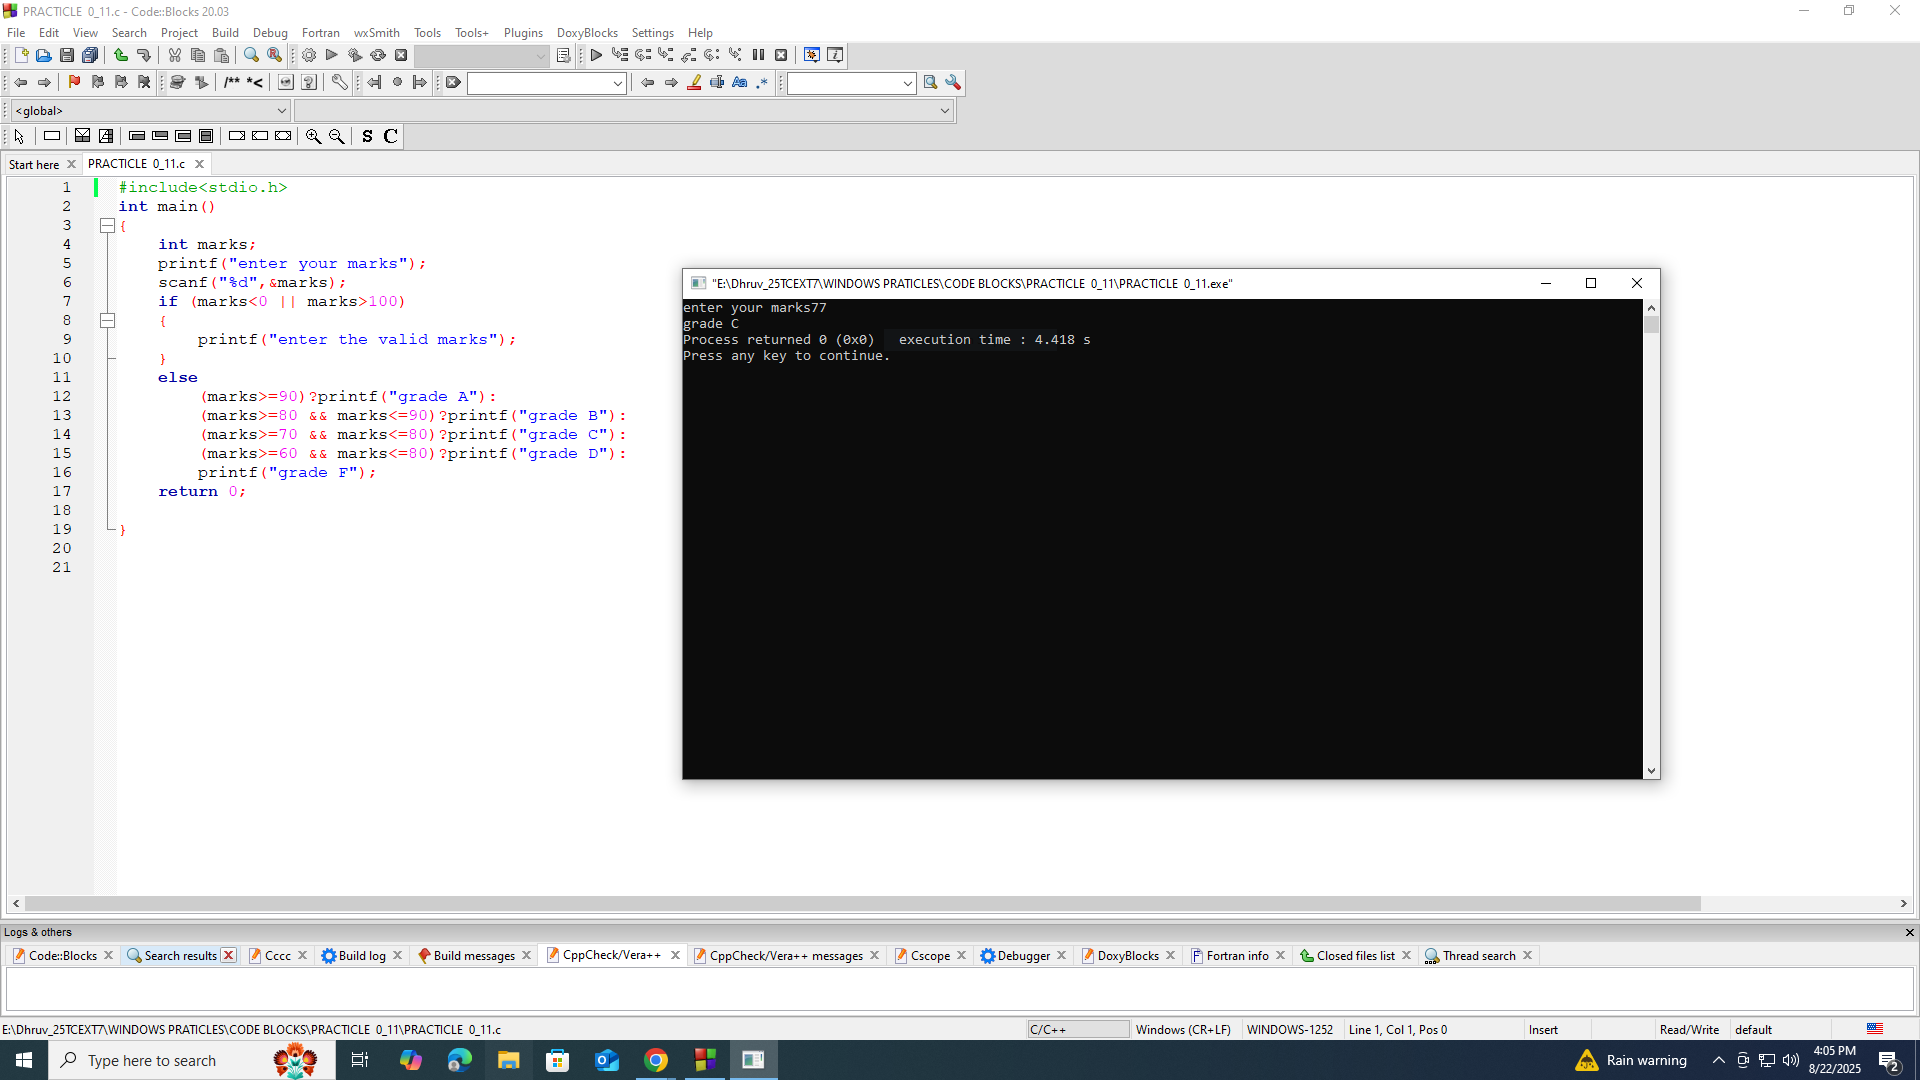 PRACTICLE 0_11.c - Code::Blocks 20.03
File Edit View Search Project Build Debug Fortran wxSmith Tools Tools+ Plugins DoxyBlocks Settings Help
/** *<
<global>
S C
Start here PRACTICLE 0_11.c
1 #include<stdio.h>
2 int main()
3 {
4 int marks;
5 printf("enter your marks");
6 scanf("%d",&marks);
7 if (marks<0 || marks>100)
8 {
9 printf("enter the valid marks");
10 }
11 else
12 (marks>=90)?printf("grade A"):
13 (marks>=80 && marks<=90)?printf("grade B"):
14 (marks>=70 && marks<=80)?printf("grade C"):
15 (marks>=60 && marks<=80)?printf("grade D"):
16 printf("grade F");
17 return 0;
18
19 }
20
21
"E:\Dhruv_25TCEXT7\WINDOWS PRATICLES\CODE BLOCKS\PRACTICLE 0_11\PRACTICLE 0_11.exe"
enter your marks77
grade C
Process returned 0 (0x0) execution time : 4.418 s
Press any key to continue.
Logs & others
Code::Blocks Search results Cccc Build log Build messages CppCheck/Vera++ CppCheck/Vera++ messages Cscope Debugger DoxyBlocks Fortran info Closed files list Thread search
E:\Dhruv_25TCEXT7\WINDOWS PRATICLES\CODE BLOCKS\PRACTICLE 0_11\PRACTICLE 0_11.c C/C++ Windows (CR+LF) WINDOWS-1252 Line 1, Col 1, Pos 0 Insert Read/Write default
Type here to search Rain warning 4:05 PM
8/22/2025 2